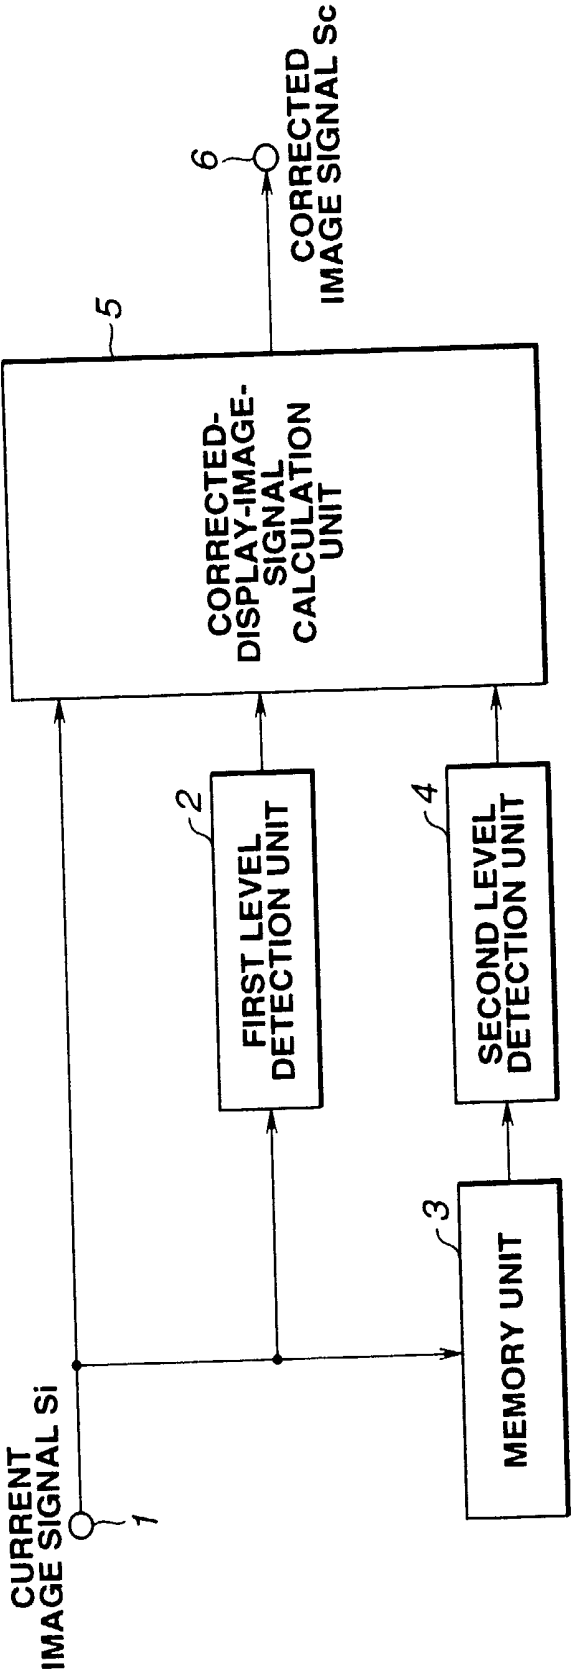 CURRENT
IMAGE SIGNAL Si
1
FIRST LEVEL
DETECTION UNIT
2
MEMORY UNIT
3
SECOND LEVEL
DETECTION UNIT
4
CORRECTED-
DISPLAY-IMAGE-
SIGNAL
CALCULATION
UNIT
5
6
CORRECTED
IMAGE SIGNAL Sc